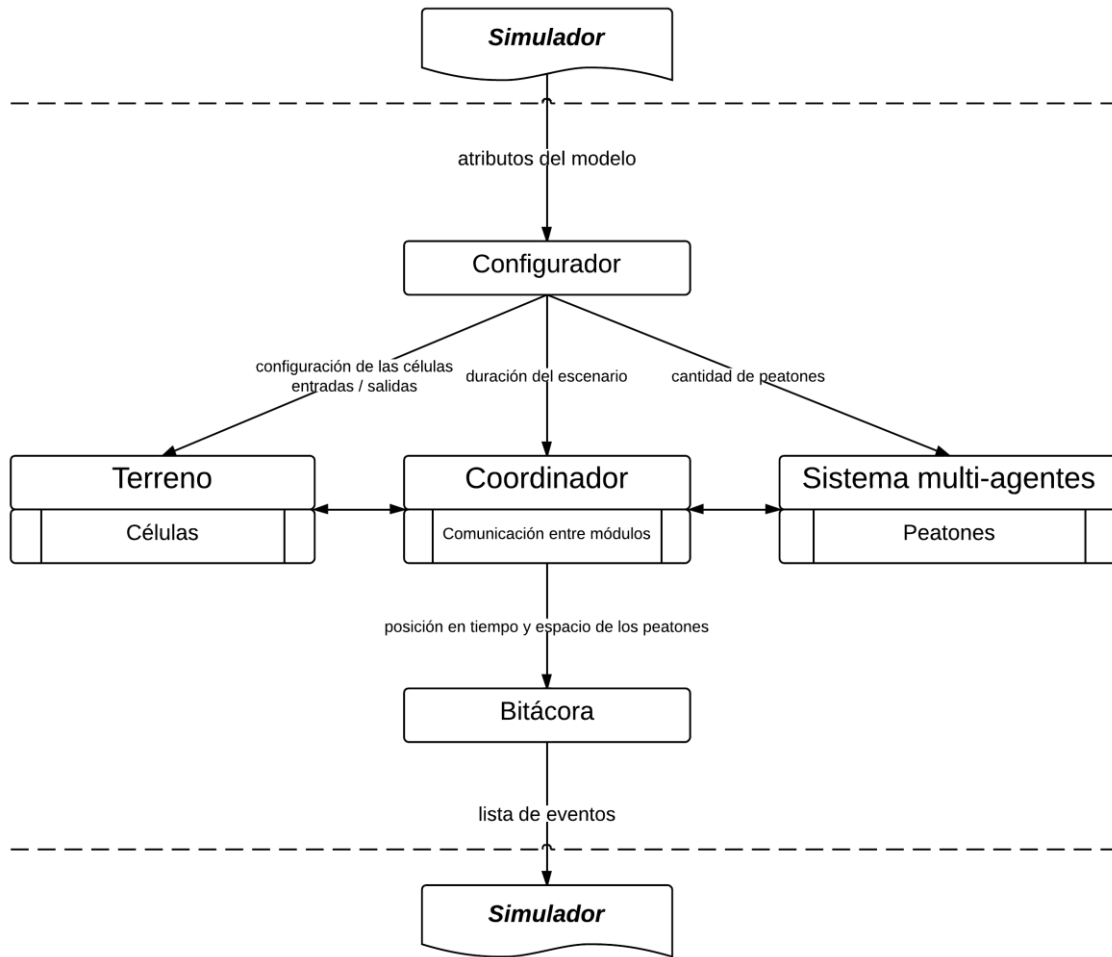 Simulador
atributos del modelo
Configurador
configuración de las células
entradas / salidas
duración del escenario
cantidad de peatones
Terreno
Coordinador
Sistema multi-agentes
Células
Comunicación entre módulos
Peatones
posición en tiempo y espacio de los peatones
Bitácora
lista de eventos
Simulador